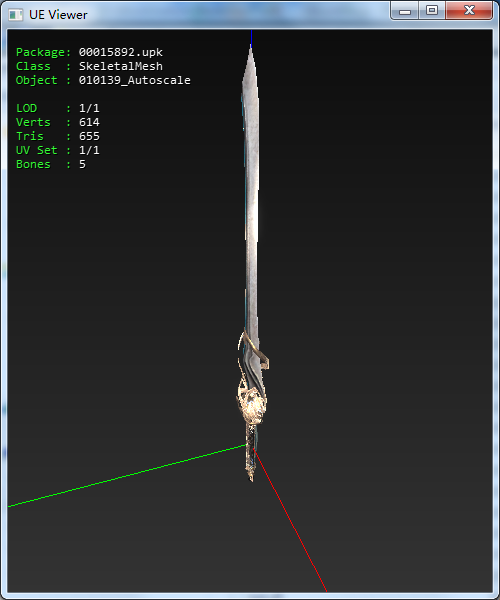 UE Viewer
Package: 00015892.upk
Class  : SkeletalMesh
Object : 010139_Autoscale
LOD    : 1/1
Verts  : 614
Tris   : 655
UV Set : 1/1
Bones  : 5